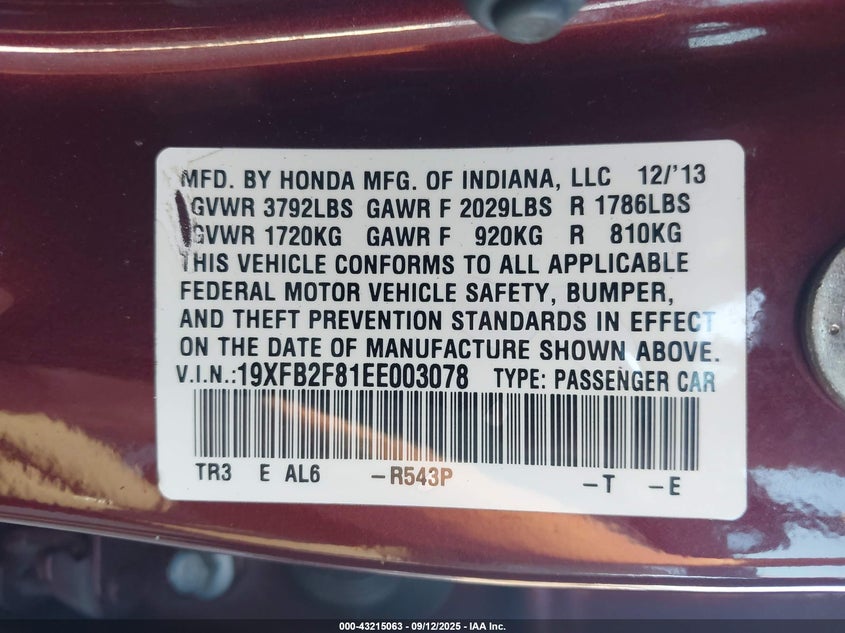 MFD. BY HONDA MFG. OF INDIANA, LLC 12/'13
GVWR 3792LBS GAWR F 2029LBS R 1786LBS
GVWR 1720KG GAWR F 920KG R 810KG
THIS VEHICLE CONFORMS TO ALL APPLICABLE
FEDERAL MOTOR VEHICLE SAFETY, BUMPER,
AND THEFT PREVENTION STANDARDS IN EFFECT
ON THE DATE OF MANUFACTURE SHOWN ABOVE.
V.I.N.:19XFB2F81EE003078 TYPE: PASSENGER CAR
TR3 E AL6 –R543P –T –E
000-43215063 - 09/12/2025 - IAA Inc.